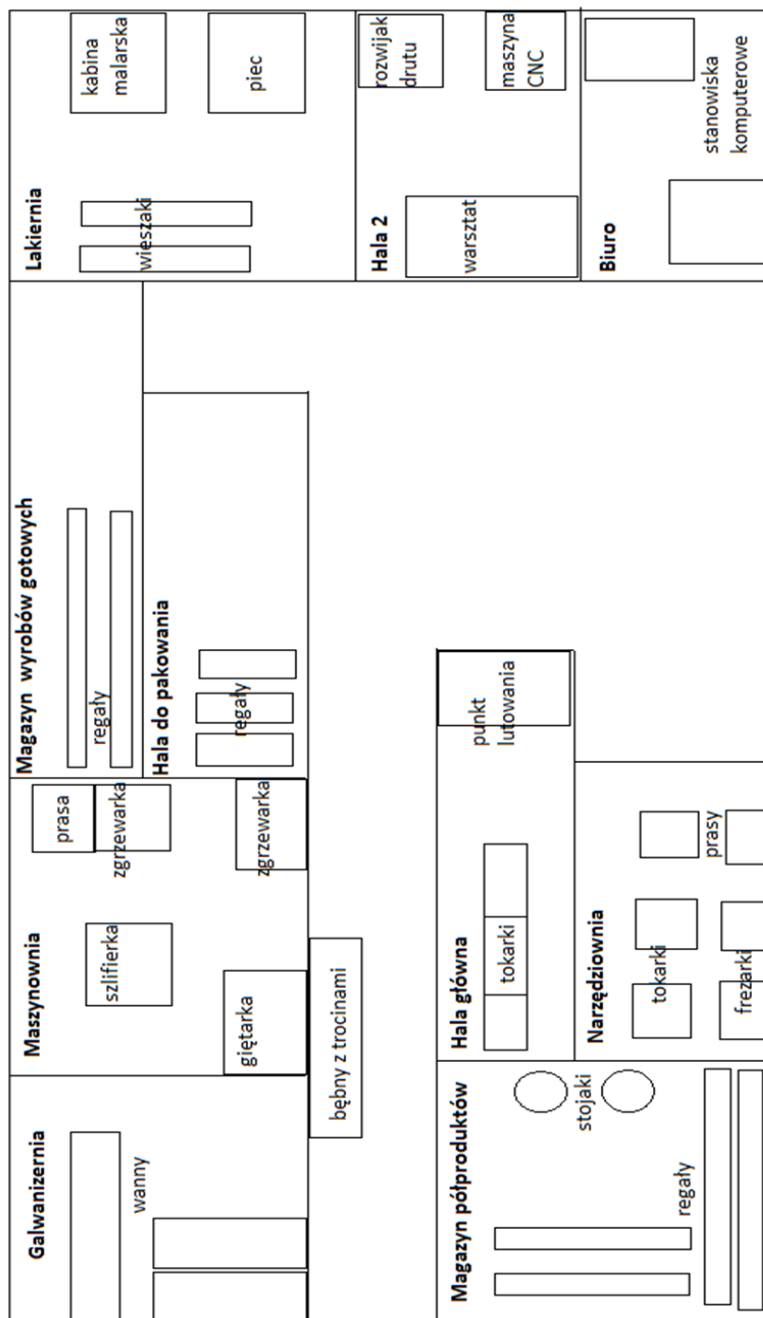 Galwanizernia
wanny
Maszynownia
szlifierka
giętarka
prasa
zgrzewarka
zgrzewarka
bębny z trocinami
Magazyn wyrobów gotowych
regały
Hala do pakowania
regały
Lakiernia
wieszaki
kabina
malarska
piec
Hala 2
warsztat
rozwijak
drutu
maszyna
CNC
Biuro
stanowiska
komputerowe
Magazyn półproduktów
stojaki
regały
Hala główna
tokarki
punkt
lutowania
Narzędziownia
tokarki
frezarki
prasy